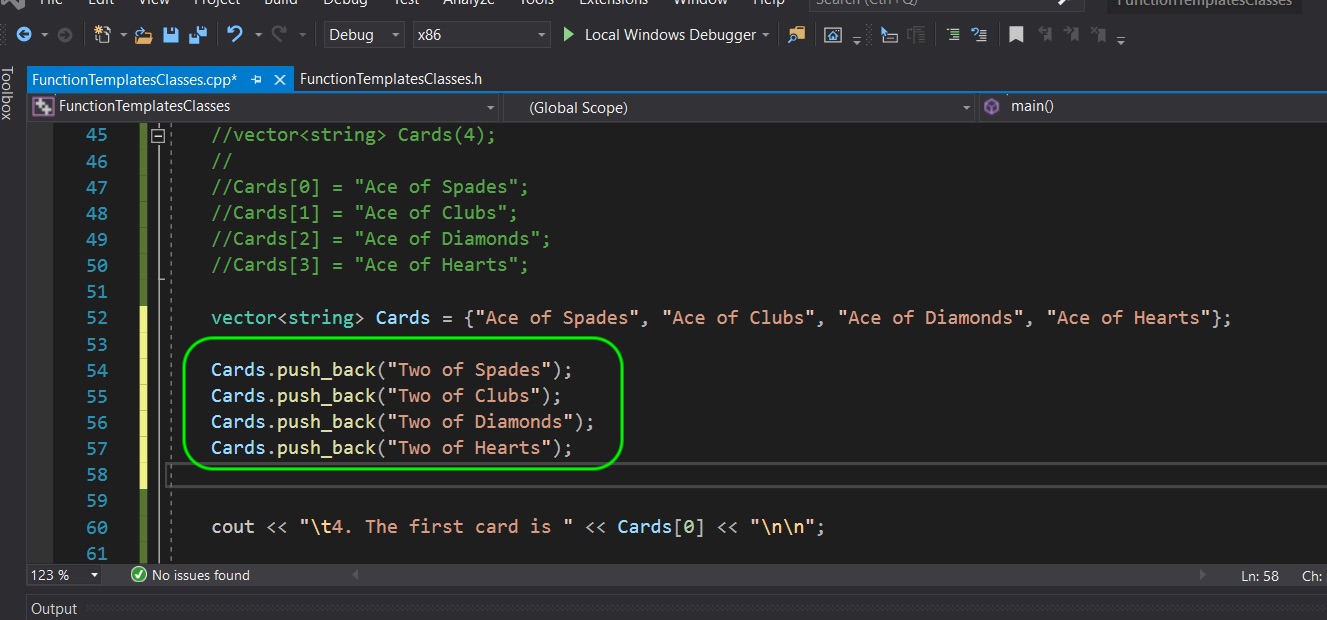 File Edit View Project Build Debug Test Analyze Tools Extensions Window Help Search (Ctrl+Q) FunctionTemplatesClasses
Debug x86 Local Windows Debugger
Toolbox
FunctionTemplatesClasses.cpp* FunctionTemplatesClasses.h
FunctionTemplatesClasses (Global Scope) main()
45 //vector<string> Cards(4);
46 //
47 //Cards[0] = "Ace of Spades";
48 //Cards[1] = "Ace of Clubs";
49 //Cards[2] = "Ace of Diamonds";
50 //Cards[3] = "Ace of Hearts";
51
52 vector<string> Cards = {"Ace of Spades", "Ace of Clubs", "Ace of Diamonds", "Ace of Hearts"};
53
54 Cards.push_back("Two of Spades");
55 Cards.push_back("Two of Clubs");
56 Cards.push_back("Two of Diamonds");
57 Cards.push_back("Two of Hearts");
58
59
60 cout << "\t4. The first card is " << Cards[0] << "\n\n";
61
123 % No issues found Ln: 58 Ch:
Output